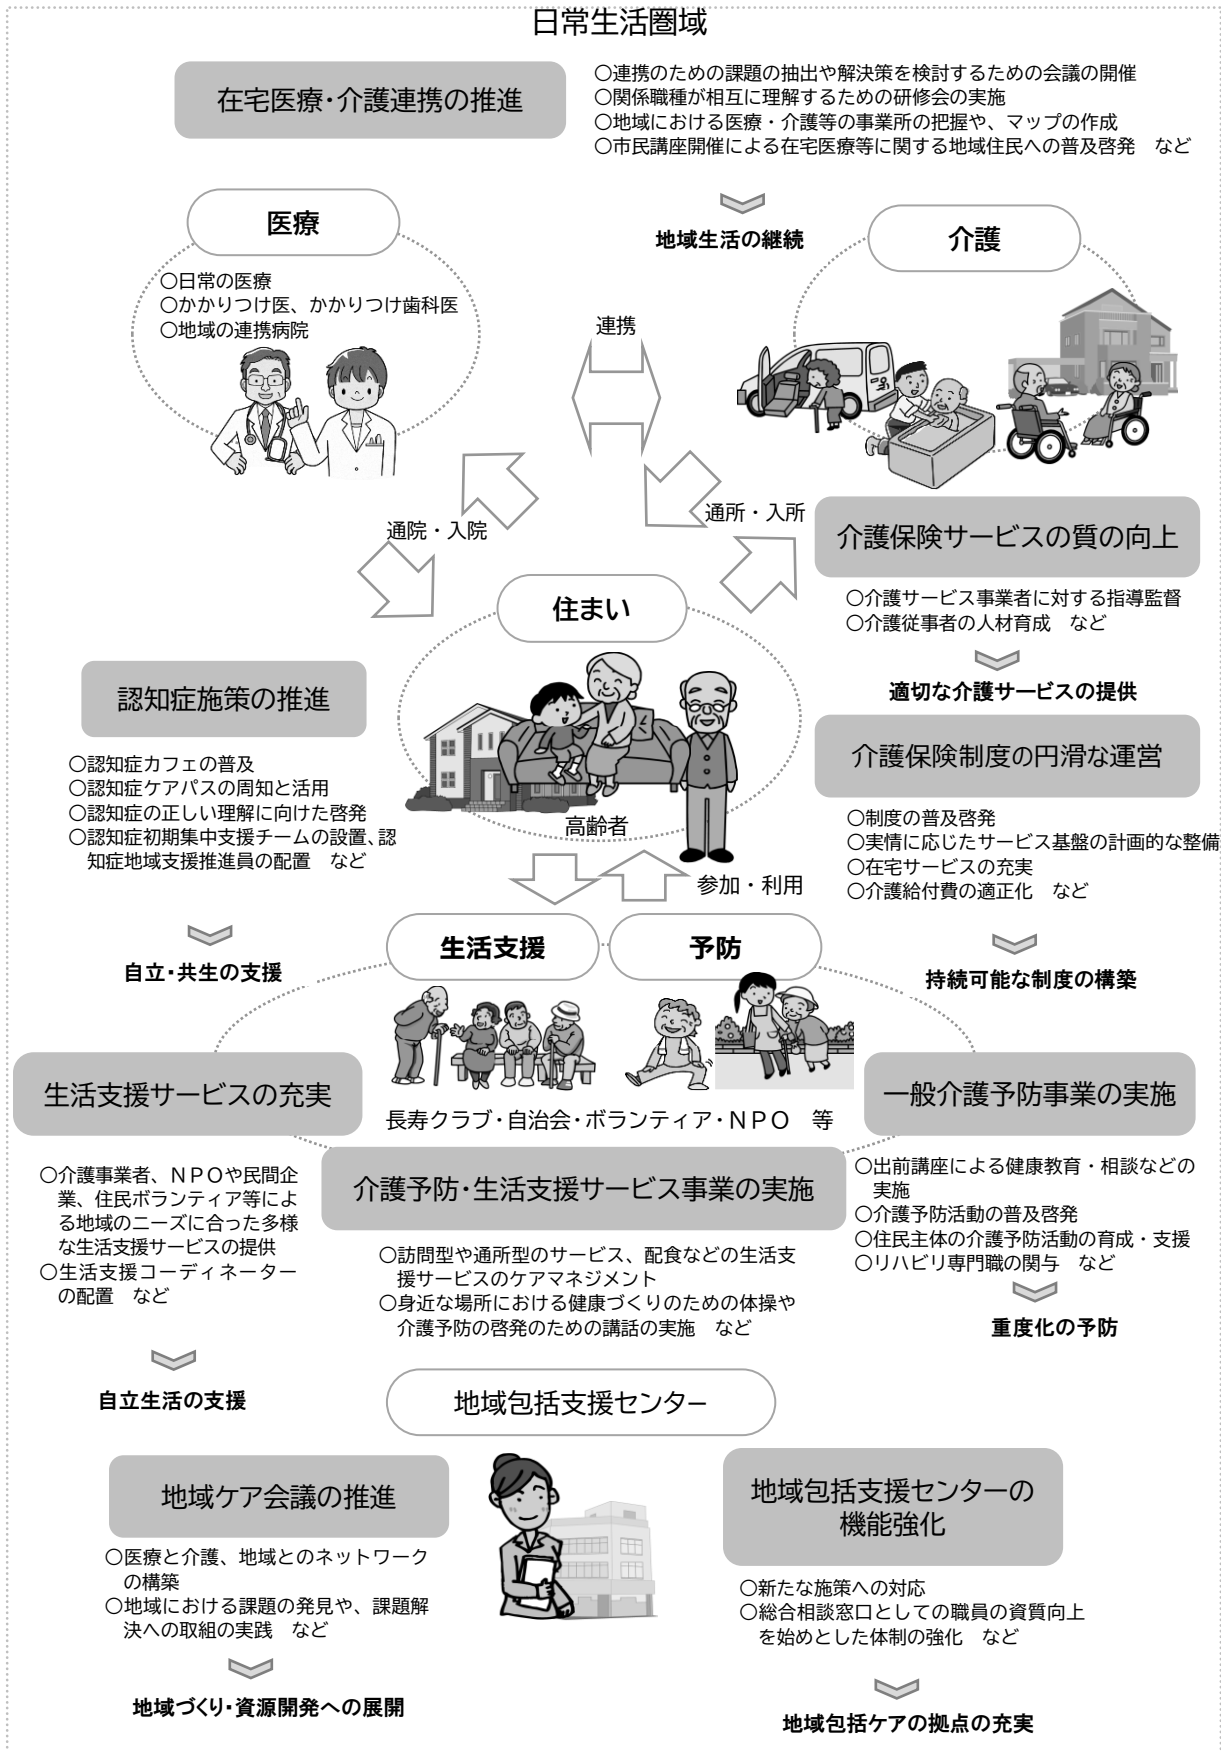 日常生活圏域
在宅医療・介護連携の推進
〇連携のための課題の抽出や解決策を検討するための会議の開催
〇関係職種が相互に理解するための研修会の実施
〇地域における医療・介護等の事業所の把握や、マップの作成
〇市民講座開催による在宅医療等に関する地域住民への普及啓発　など
地域生活の継続
医療
〇日常の医療
〇かかりつけ医、かかりつけ歯科医
〇地域の連携病院
介護
連携
通院・入院
通所・入所
介護保険サービスの質の向上
〇介護サービス事業者に対する指導監督
〇介護従事者の人材育成　など
適切な介護サービスの提供
住まい
高齢者
認知症施策の推進
〇認知症カフェの普及
〇認知症ケアパスの周知と活用
〇認知症の正しい理解に向けた啓発
〇認知症初期集中支援チームの設置、認
知症地域支援推進員の配置　など
自立・共生の支援
介護保険制度の円滑な運営
〇制度の普及啓発
〇実情に応じたサービス基盤の計画的な整備
〇在宅サービスの充実
〇介護給付費の適正化　など
持続可能な制度の構築
参加・利用
生活支援
予防
長寿クラブ・自治会・ボランティア・ＮＰＯ　等
生活支援サービスの充実
〇介護事業者、ＮＰＯや民間企
業、住民ボランティア等によ
る地域のニーズに合った多様
な生活支援サービスの提供
〇生活支援コーディネーター
の配置　など
自立生活の支援
介護予防・生活支援サービス事業の実施
〇訪問型や通所型のサービス、配食などの生活支
援サービスのケアマネジメント
〇身近な場所における健康づくりのための体操や
介護予防の啓発のための講話の実施　など
一般介護予防事業の実施
〇出前講座による健康教育・相談などの
実施
〇介護予防活動の普及啓発
〇住民主体の介護予防活動の育成・支援
〇リハビリ専門職の関与　など
重度化の予防
地域包括支援センター
地域ケア会議の推進
〇医療と介護、地域とのネットワーク
の構築
〇地域における課題の発見や、課題解
決への取組の実践　など
地域づくり・資源開発への展開
地域包括支援センターの
機能強化
〇新たな施策への対応
〇総合相談窓口としての職員の資質向上
を始めとした体制の強化　など
地域包括ケアの拠点の充実